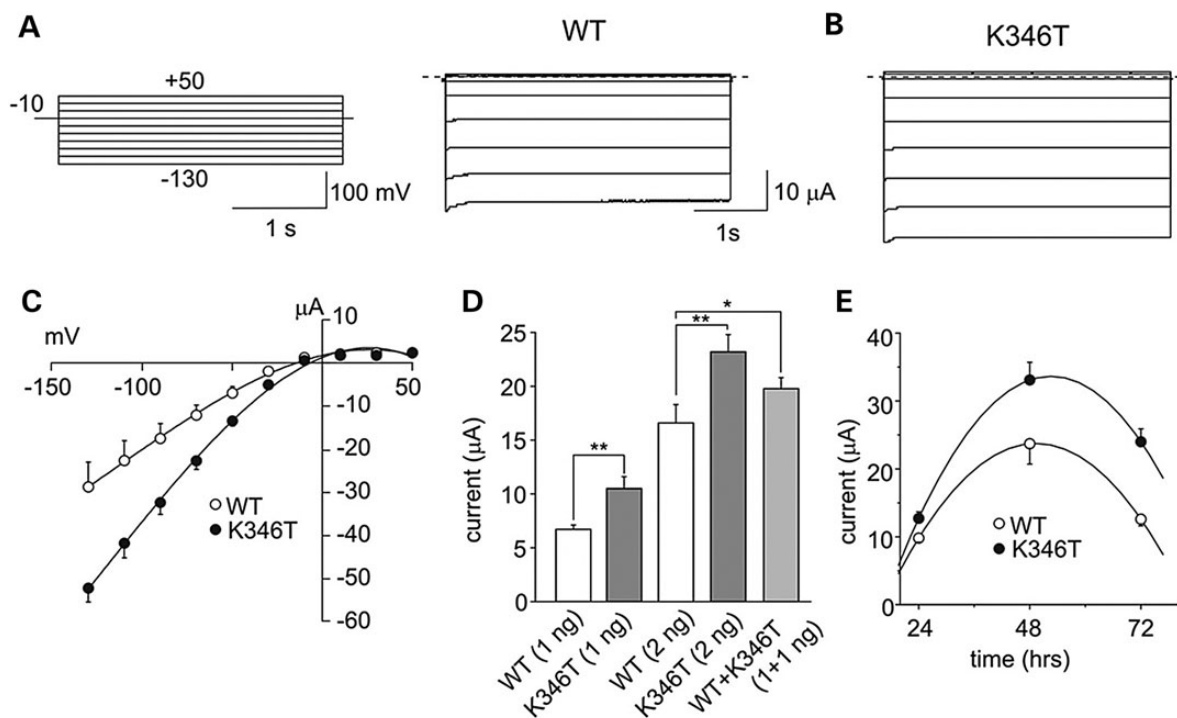 A
WT
B
K346T
+50
-10
-130
100 mV
1 s
10 μA
1s
C
μA
10
mV
-150
-100
50
-10
-20
-30
-40
-50
-60
WT
K346T
D
current (μA)
25
20
15
10
5
0
**
**
*
WT (1 ng)
K346T (1 ng)
WT (2 ng)
K346T (2 ng)
WT+K346T
(1+1 ng)
E
current (μA)
40
30
20
10
0
WT
K346T
24
48
72
time (hrs)